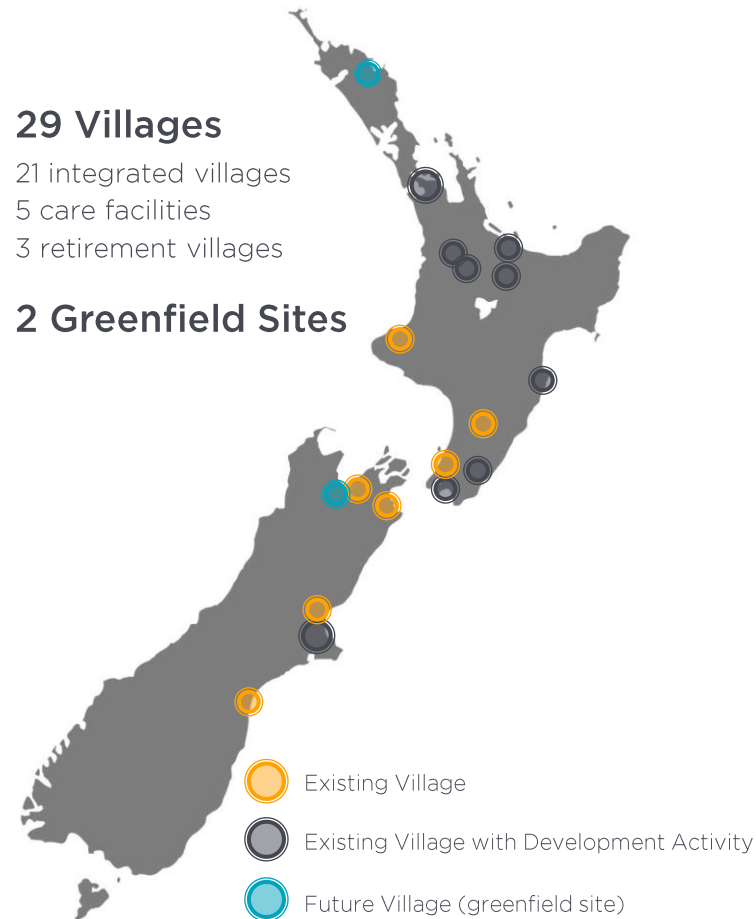 29 Villages
21 integrated villages
5 care facilities
3 retirement villages
2 Greenfield Sites
Existing Village
Existing Village with Development Activity
Future Village (greenfield site)